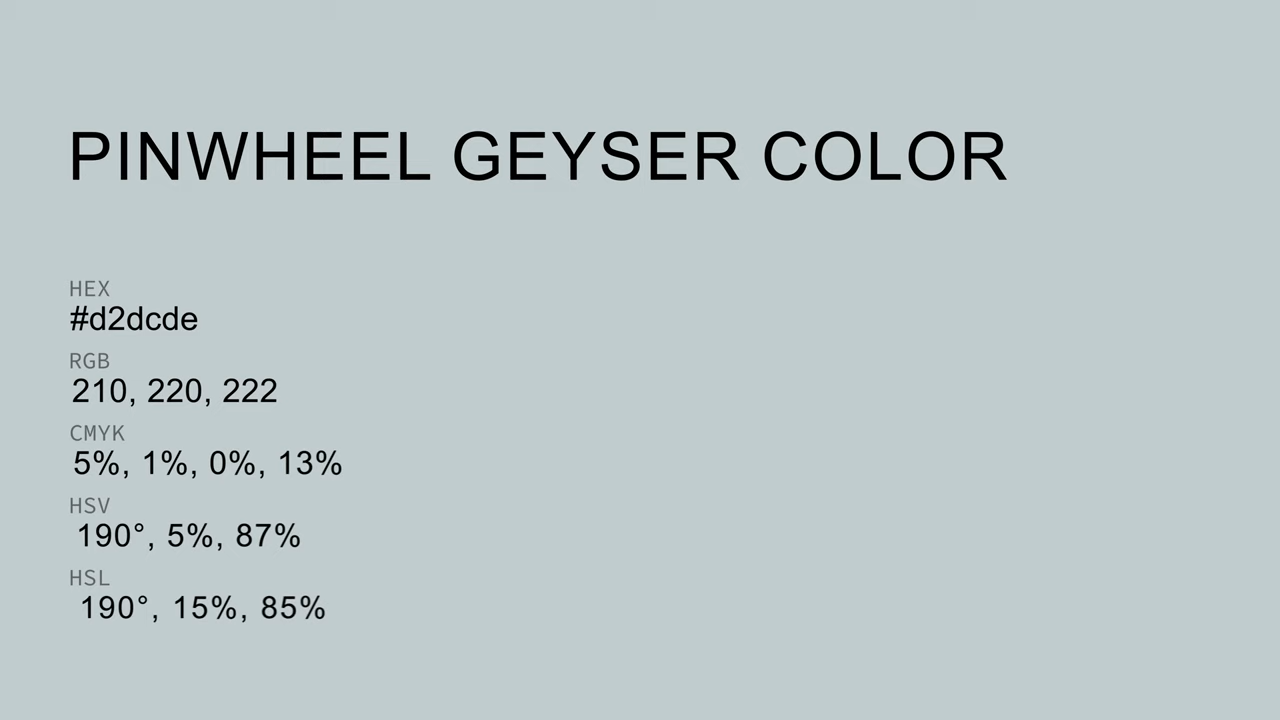 PINWHEEL GEYSER COLOR
HEX
#d2dcde
RGB
210, 220, 222
CMYK
5%, 1%, 0%, 13%
HSV
190°, 5%, 87%
HSL
190°, 15%, 85%